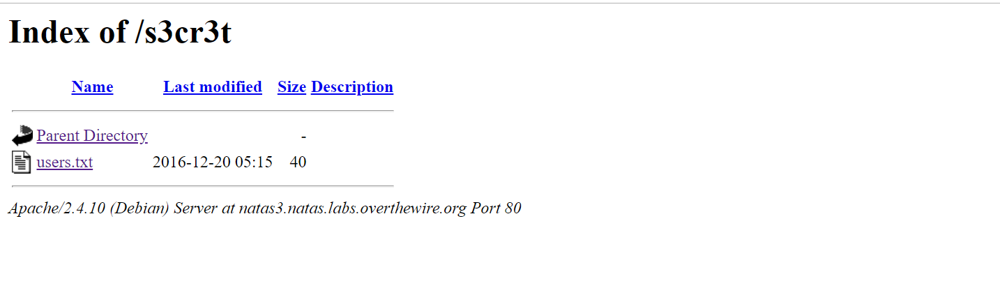 Index of /s3cr3t
Name Last modified Size Description
Parent Directory -
users.txt 2016-12-20 05:15 40
Apache/2.4.10 (Debian) Server at natas3.natas.labs.overthewire.org Port 80